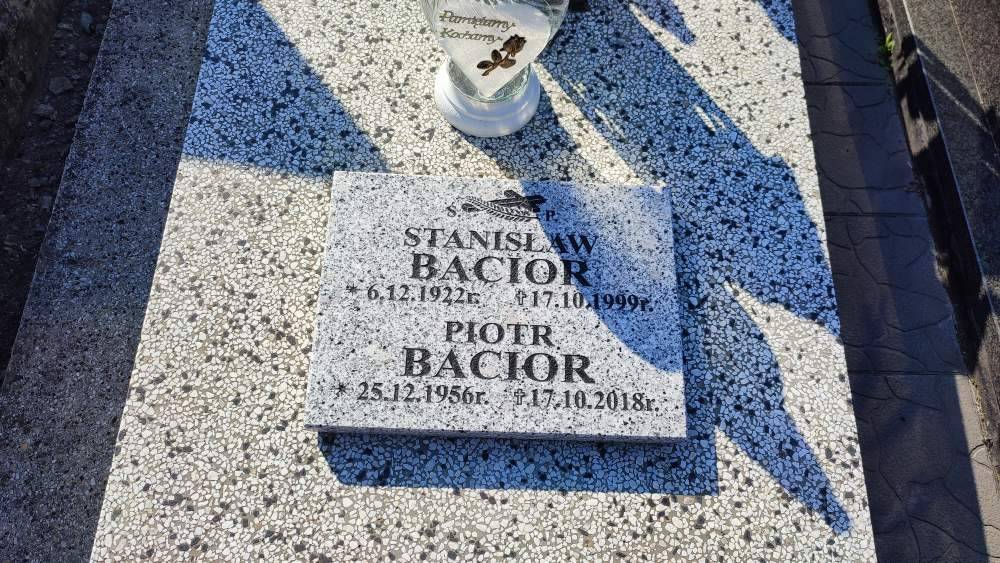 Pamiętamy
Kochamy
S P
STANISŁAW
BACIOR
* 6.12.1922r. ✝17.10.1999r.
PIOTR
BACIOR
* 25.12.1956r. ✝17.10.2018r.